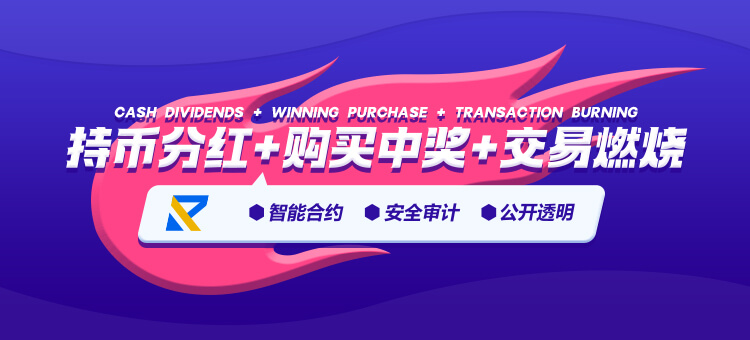 CASH DIVIDENDS + WINNING PURCHASE + TRANSACTION BURNING
持币分红+购买中奖+交易燃烧
智能合约 安全审计 公开透明